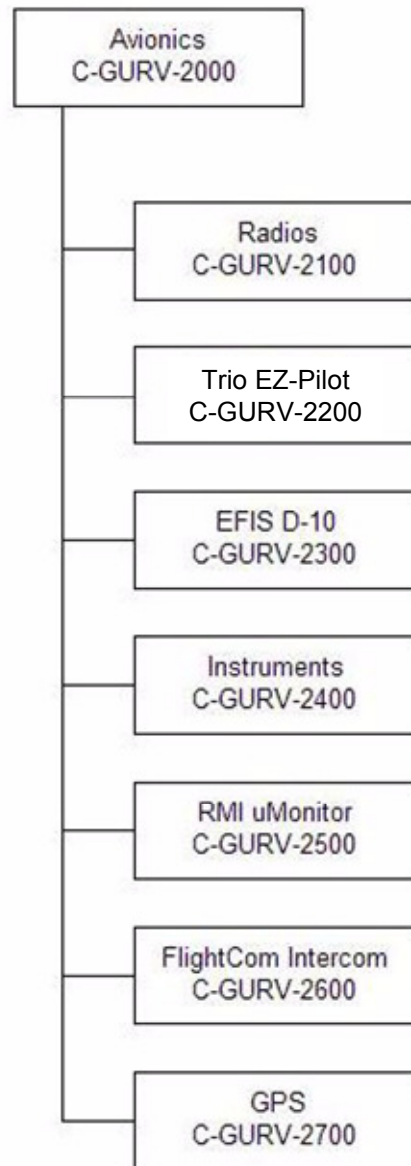 Avionics
C-GURV-2000
Radios
C-GURV-2100
Trio EZ-Pilot
C-GURV-2200
EFIS D-10
C-GURV-2300
Instruments
C-GURV-2400
RMI uMonitor
C-GURV-2500
FlightCom Intercom
C-GURV-2600
GPS
C-GURV-2700